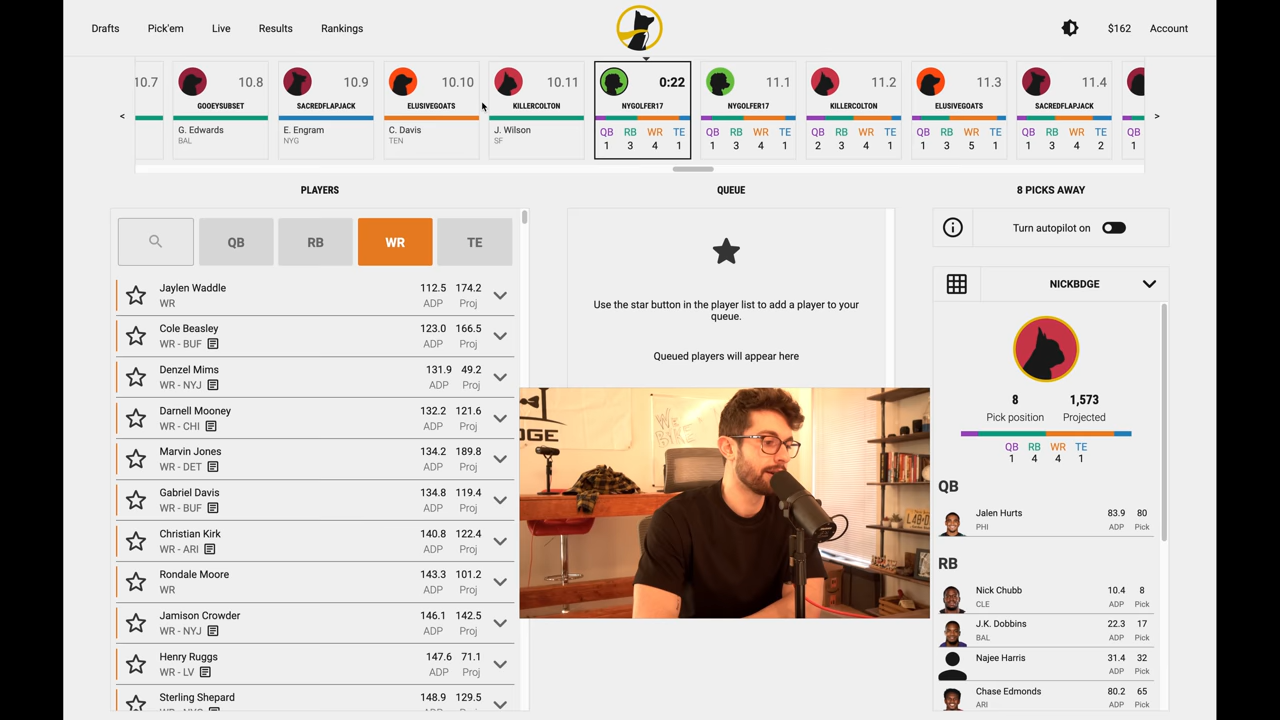 Drafts Pick'em Live Results Rankings $162 Account
10.7 10.8 10.9 10.10 10.11 0:22 11.1 11.2 11.3 11.4
GOOEYSUBSET SACREDFLAPJACK ELUSIVEGOATS KILLERCOLTON NYGOLFER17 NYGOLFER17 KILLERCOLTON ELUSIVEGOATS SACREDFLAPJACK
< G. Edwards E. Engram C. Davis J. Wilson QB RB WR TE QB RB WR TE QB RB WR TE QB RB WR TE QB RB WR TE QB >
BAL NYG TEN SF 1 3 4 1 1 3 4 1 2 3 4 1 1 3 5 1 1 3 4 2 1
PLAYERS
QB RB WR TE
Jaylen Waddle 112.5 174.2
WR ADP Proj
Cole Beasley 123.0 166.5
WR - BUF ADP Proj
Denzel Mims 131.9 49.2
WR - NYJ ADP Proj
Darnell Mooney 132.2 121.6
WR - CHI ADP Proj
Marvin Jones 134.2 189.8
WR - DET ADP Proj
Gabriel Davis 134.8 119.4
WR - BUF ADP Proj
Christian Kirk 140.8 122.4
WR - ARI ADP Proj
Rondale Moore 143.3 101.2
WR ADP Proj
Jamison Crowder 146.1 142.5
WR - NYJ ADP Proj
Henry Ruggs 147.6 71.1
WR - LV ADP Proj
Sterling Shepard 148.9 129.5
QUEUE
Use the star button in the player list to add a player to your
queue.
Queued players will appear here
8 PICKS AWAY
Turn autopilot on
NICKBDGE
8 1,573
Pick position Projected
QB RB WR TE
1 4 4 1
QB
Jalen Hurts 83.9 80
PHI ADP Pick
RB
Nick Chubb 10.4 8
CLE ADP Pick
J.K. Dobbins 22.3 17
BAL ADP Pick
Najee Harris 31.4 32
ADP Pick
Chase Edmonds 80.2 65
ARI ADP Pick